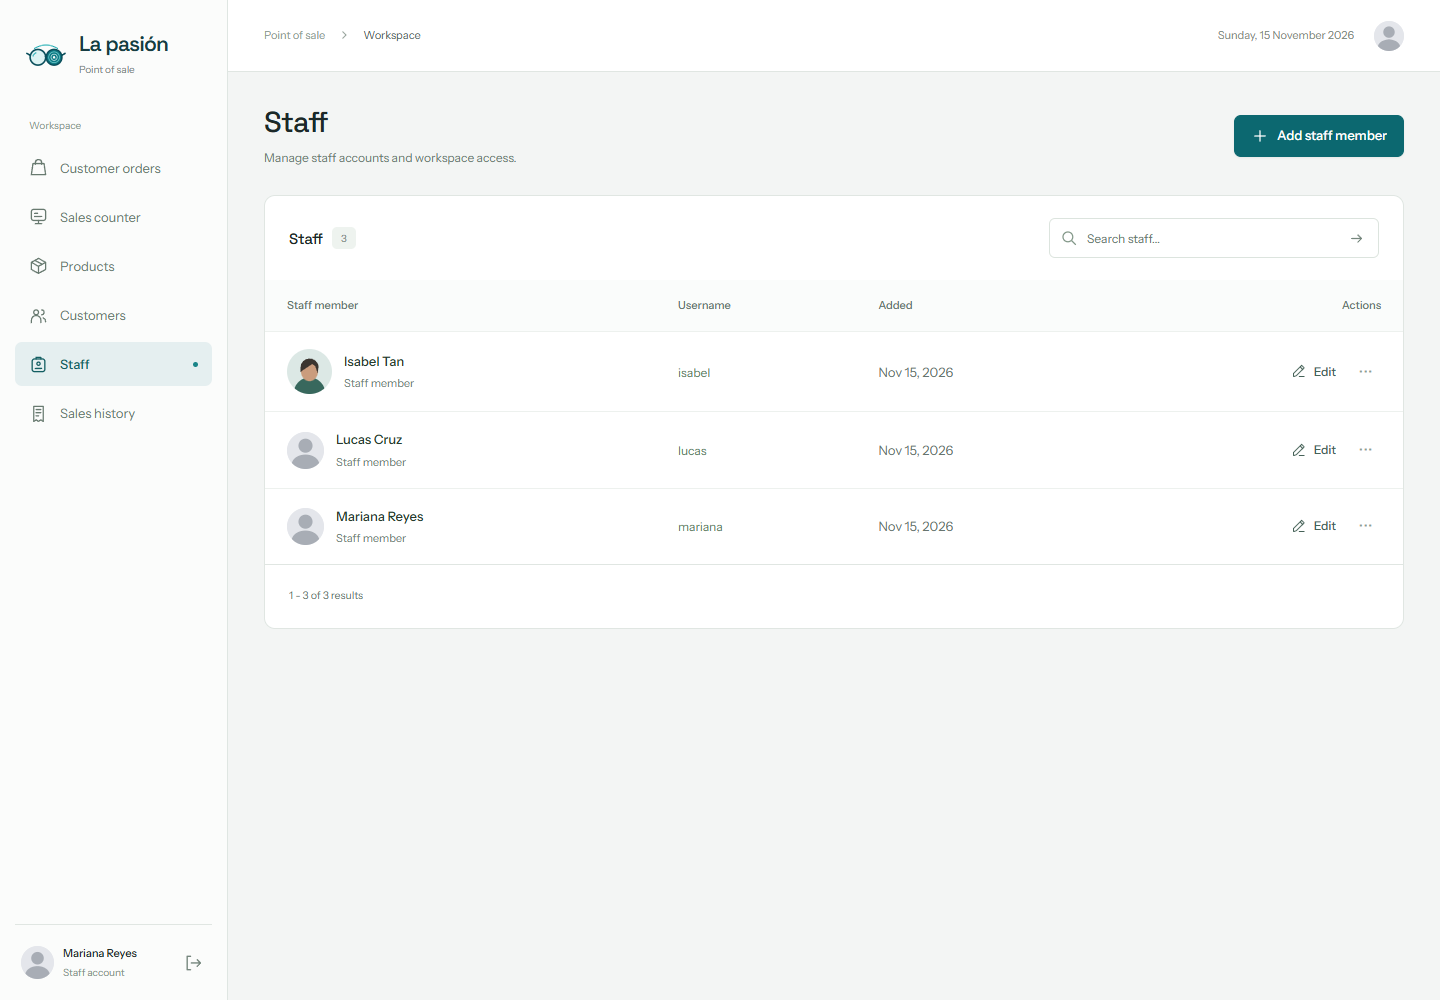 La pasión
Point of sale
Workspace
Customer orders
Sales counter
Products
Customers
Staff
Sales history
Mariana Reyes
Staff account
Point of sale
Workspace
Sunday, 15 November 2026
Staff
Manage staff accounts and workspace access.
Add staff member
Staff 3
Search staff...
Staff member Username Added Actions
Isabel Tan
Staff member
isabel
Nov 15, 2026
Edit
Lucas Cruz
Staff member
lucas
Nov 15, 2026
Edit
Mariana Reyes
Staff member
mariana
Nov 15, 2026
Edit
1 - 3 of 3 results